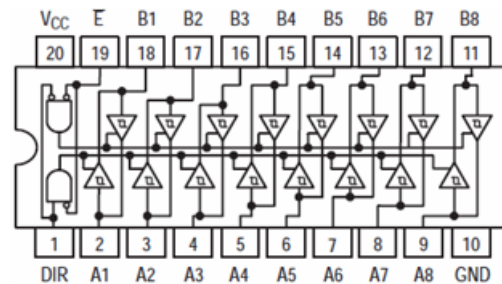 VCC E B1 B2 B3 B4 B5 B6 B7 B8
20 19 18 17 16 15 14 13 12 11
1 2 3 4 5 6 7 8 9 10
DIR A1 A2 A3 A4 A5 A6 A7 A8 GND